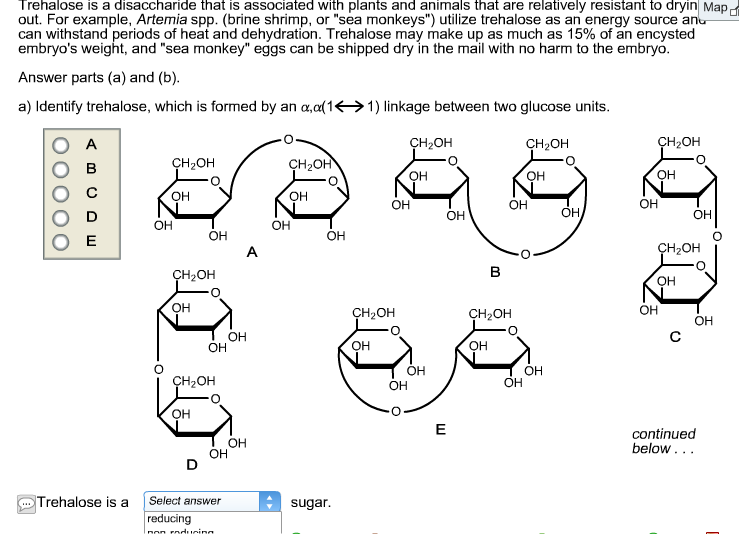 Trehalose is a disaccharide that is associated with plants and animals that are relatively resistant to dryin
Map
out. For example, Artemia spp. (brine shrimp, or "sea monkeys") utilize trehalose as an energy source and
can withstand periods of heat and dehydration. Trehalose may make up as much as 15% of an encysted
embryo's weight, and "sea monkey" eggs can be shipped dry in the mail with no harm to the embryo.
Answer parts (a) and (b).
a) Identify trehalose, which is formed by an α,α(1⟷1) linkage between two glucose units.
A
B
C
D
E
CH₂OH
O
OH
OH
OH
O
CH₂OH
O
OH
OH
OH
A
CH₂OH
O
OH
OH
OH
CH₂OH
O
OH
OH
OH
O
B
CH₂OH
O
OH
OH
OH
O
CH₂OH
O
OH
OH
OH
C
CH₂OH
O
OH
OH
OH
O
CH₂OH
O
OH
OH
OH
D
CH₂OH
O
OH
OH
OH
O
CH₂OH
O
OH
OH
OH
E
continued
below . . .
Trehalose is a Select answer sugar.
reducing
non-reducing